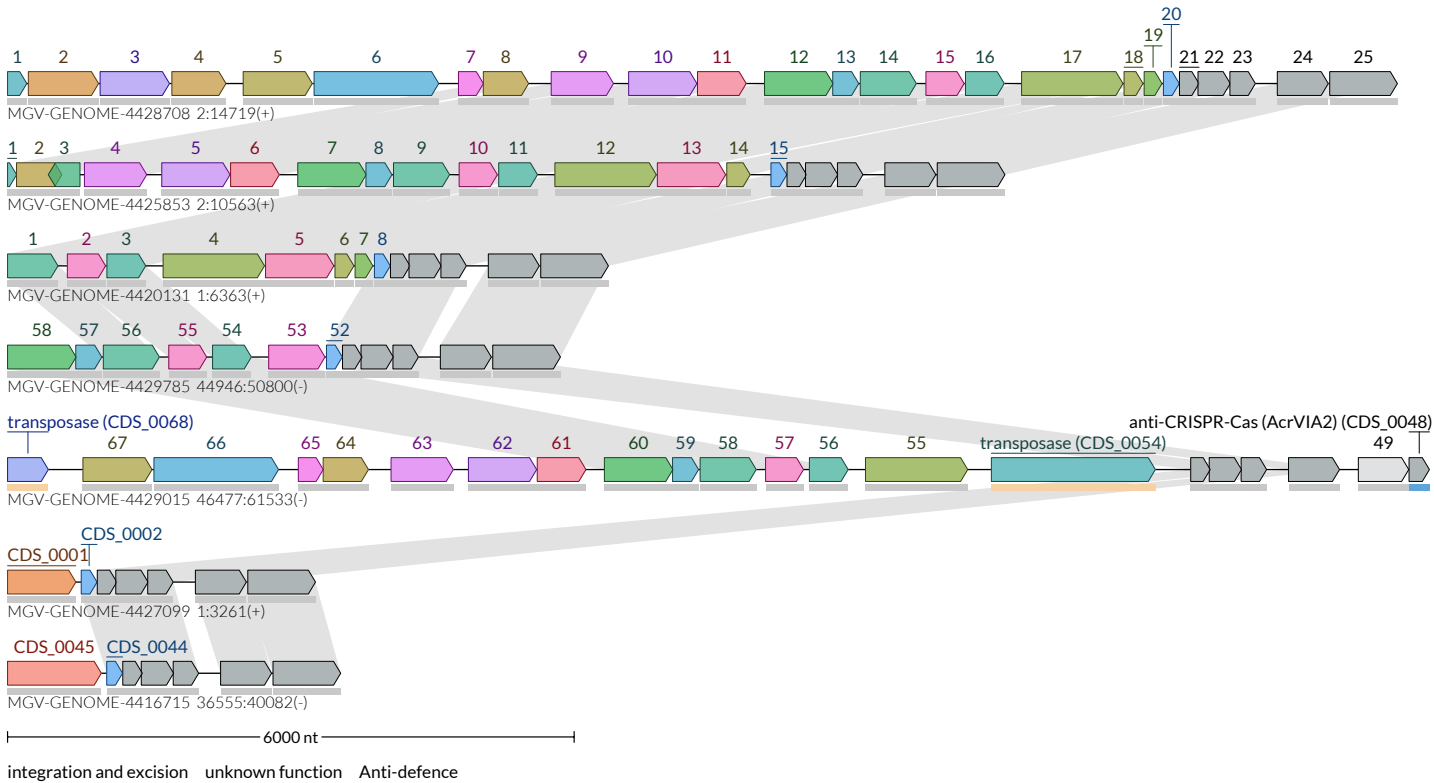 20
19
1 2 3 4 5 6 7 8 9 10 11 12 13 14 15 16 17 18 21 22 23 24 25
MGV-GENOME-4428708 2:14719(+)
1 2 3 4 5 6 7 8 9 10 11 12 13 14 15
MGV-GENOME-4425853 2:10563(+)
1 2 3 4 5 6 7 8
MGV-GENOME-4420131 1:6363(+)
58 57 56 55 54 53 52
MGV-GENOME-4429785 44946:50800(-)
transposase (CDS_0068) anti-CRISPR-Cas (AcrVIA2) (CDS_0048)
67 66 65 64 63 62 61 60 59 58 57 56 55 transposase (CDS_0054) 49
MGV-GENOME-4429015 46477:61533(-)
CDS_0002
CDS_0001
MGV-GENOME-4427099 1:3261(+)
CDS_0045 CDS_0044
MGV-GENOME-4416715 36555:40082(-)
6000 nt
integration and excision unknown function Anti-defence